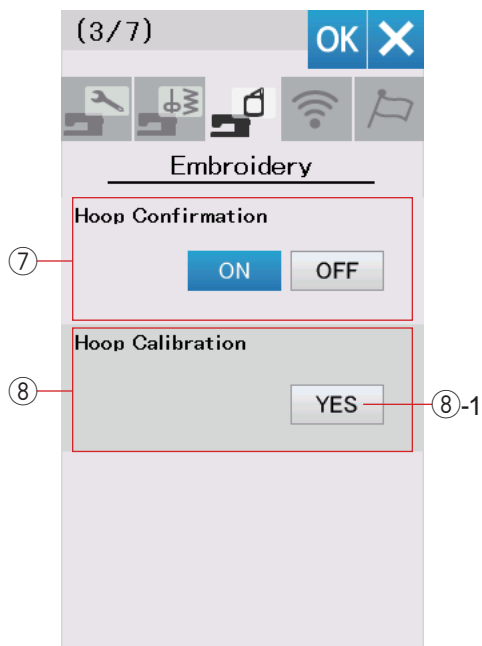 (3/7)
OK
Embroidery
Hoop Confirmation
⑦
ON OFF
Hoop Calibration
⑧
YES ⑧-1